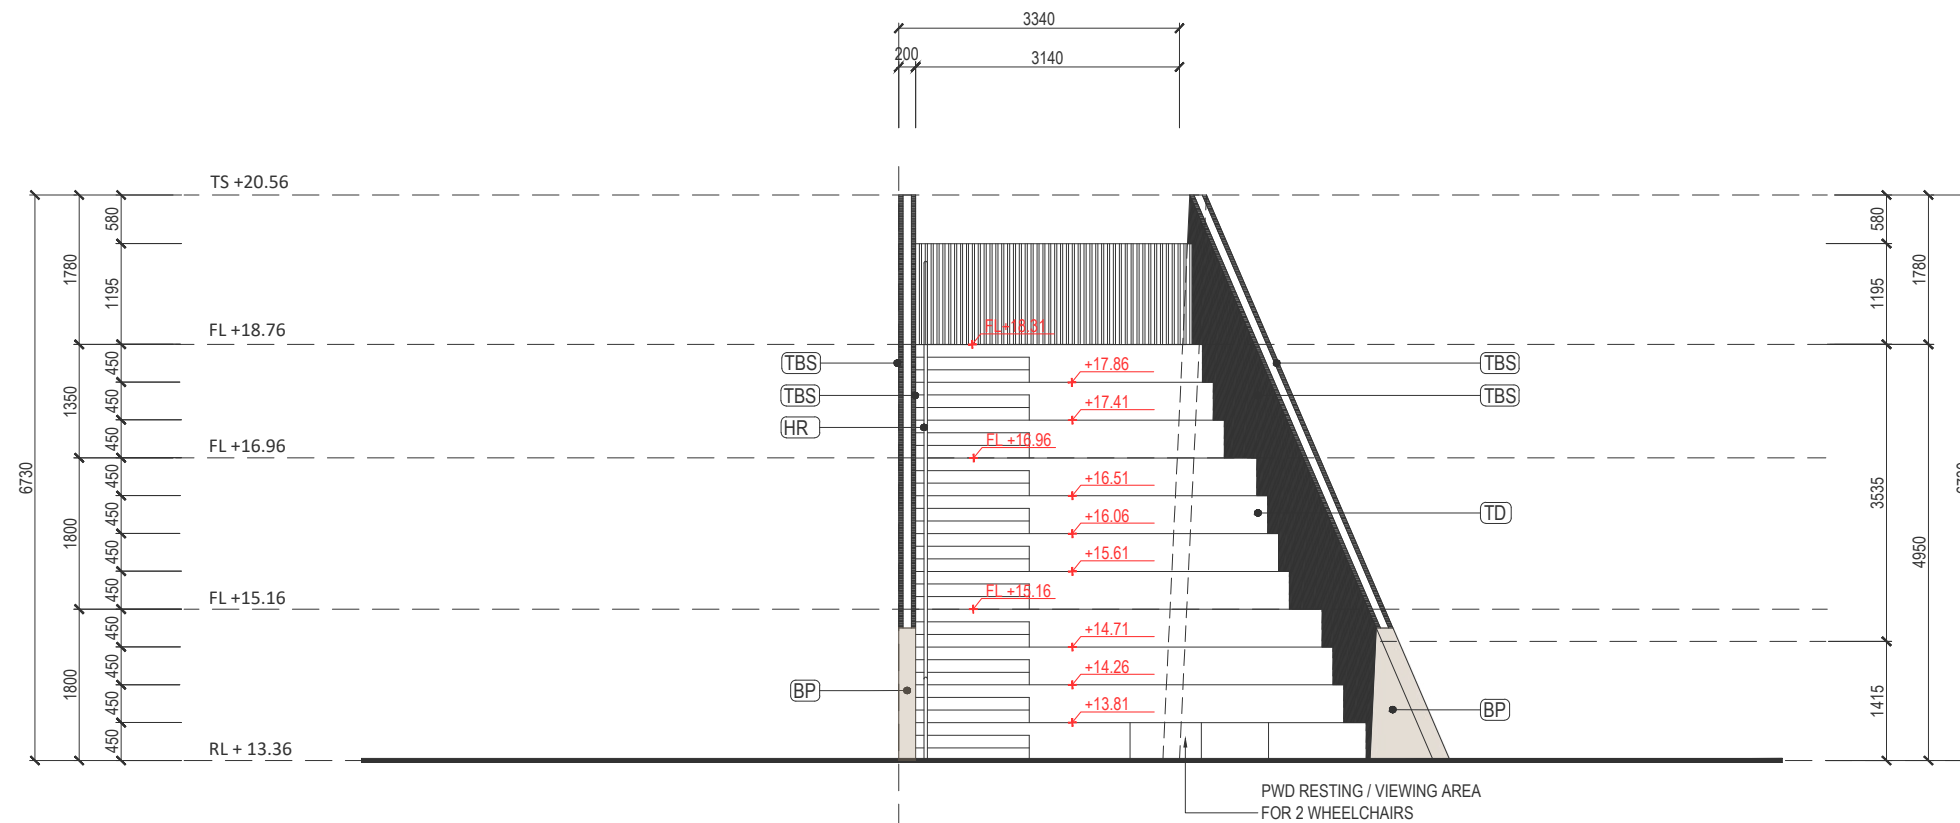 3340
200
3140
TS +20.56
580
580
1780
1195
1195
1780
FL +18.76
FL+18.31
450
TBS
+17.86
TBS
450
TBS
+17.41
TBS
1350
HR
450
FL +16.96
FL +16.96
6730
450
+16.51
3535
450
+16.06
TD
1800
450
+15.61
4950
450
FL +15.16
FL +15.16
450
+14.71
450
+14.26
1800
BP
450
+13.81
BP
1415
450
RL + 13.36
PWD RESTING / VIEWING AREA
FOR 2 WHEELCHAIRS